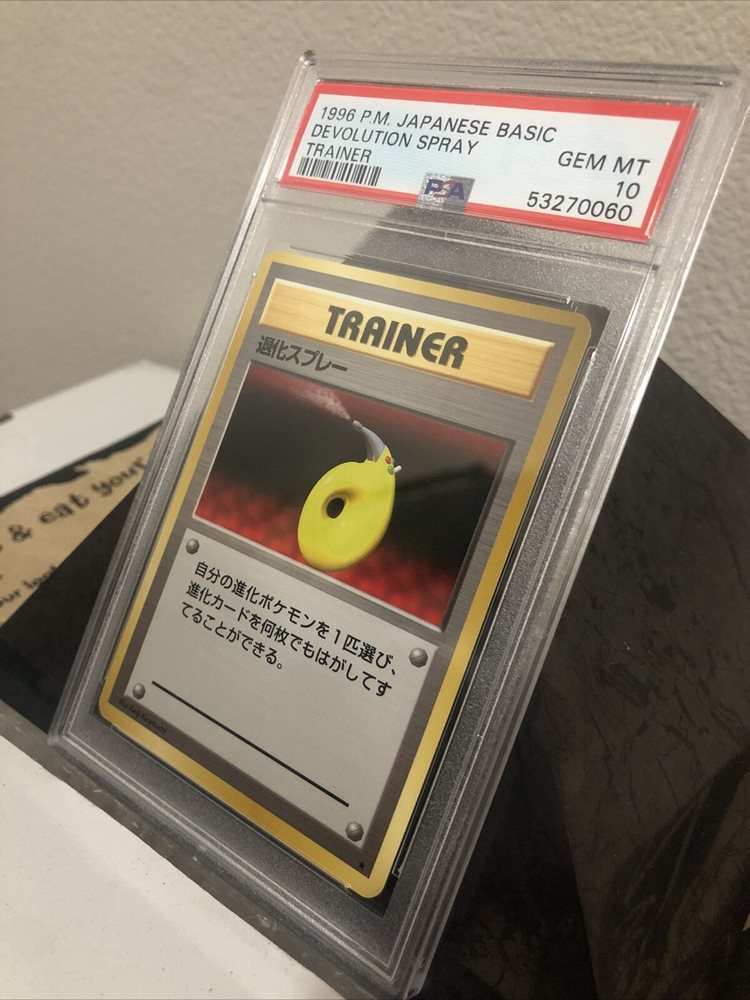 1996 P.M. JAPANESE BASIC
DEVOLUTION SPRAY GEM MT
TRAINER 10
PSA 53270060
TRAINER
退化スプレー
自分の進化ポケモンを1匹選び、
進化カードを何枚でもはがしてす
てることができる。
& eat your